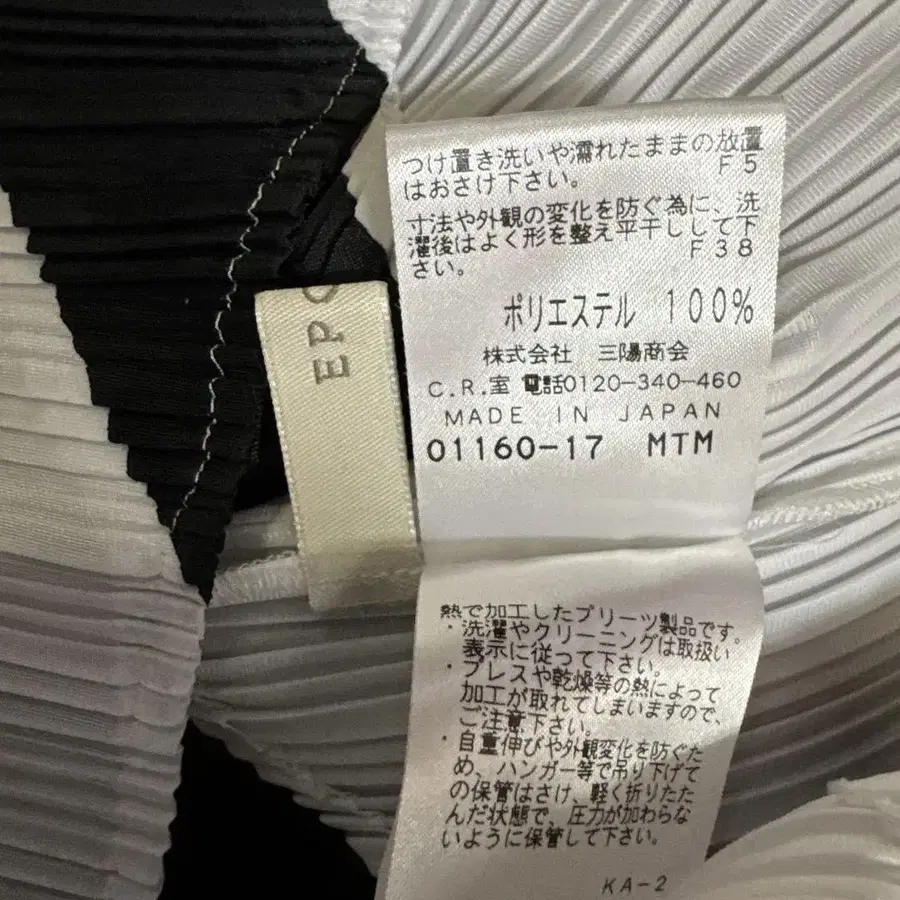 つけ置き洗いや濡れたままの放置
はおさけ下さい。 F5
寸法や外観の変化を防ぐ為に、洗
濯後はよく形を整え平干しして下
さい。 F38
ポリエステル 100%
株式会社 三陽商会
C.R.室 電話0120-340-460
MADE IN JAPAN
01160-17 MTM
EPO
熱で加工したプリーツ製品です。
・洗濯やクリーニングは取扱い
表示に従って下さい。
・プレスや乾燥等の熱によって
加工が取れてしまいますので、
ご注意下さい。
・自重伸びや外観変化を防ぐた
め、ハンガー等で吊り下げて
の保管はさけ、軽く折りたた
んだ状態で、圧力が加わらな
いように保管して下さい。
KA-2